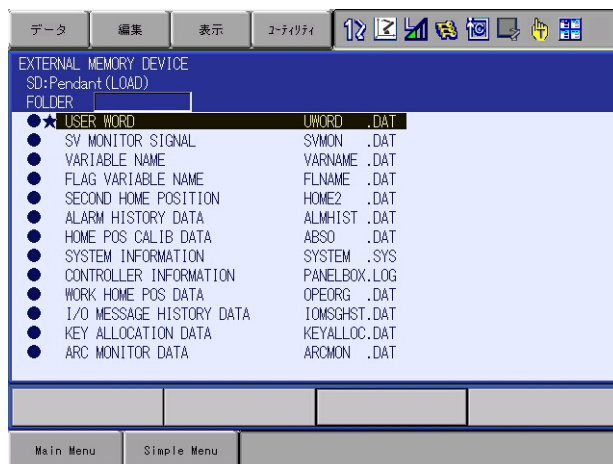 データ 編集 表示 ユーティリティ
EXTERNAL MEMORY DEVICE
SD:Pendant(LOAD)
FOLDER
●★ USER WORD UWORD .DAT
● SV MONITOR SIGNAL SVMON .DAT
● VARIABLE NAME VARNAME .DAT
● FLAG VARIABLE NAME FLNAME .DAT
● SECOND HOME POSITION HOME2 .DAT
● ALARM HISTORY DATA ALMHIST .DAT
● HOME POS CALIB DATA ABSO .DAT
● SYSTEM INFORMATION SYSTEM .SYS
● CONTROLLER INFORMATION PANELBOX.LOG
● WORK HOME POS DATA OPEORG .DAT
● I/O MESSAGE HISTORY DATA IOMSGHST.DAT
● KEY ALLOCATION DATA KEYALLOC.DAT
● ARC MONITOR DATA ARCMON .DAT
Main Menu Simple Menu